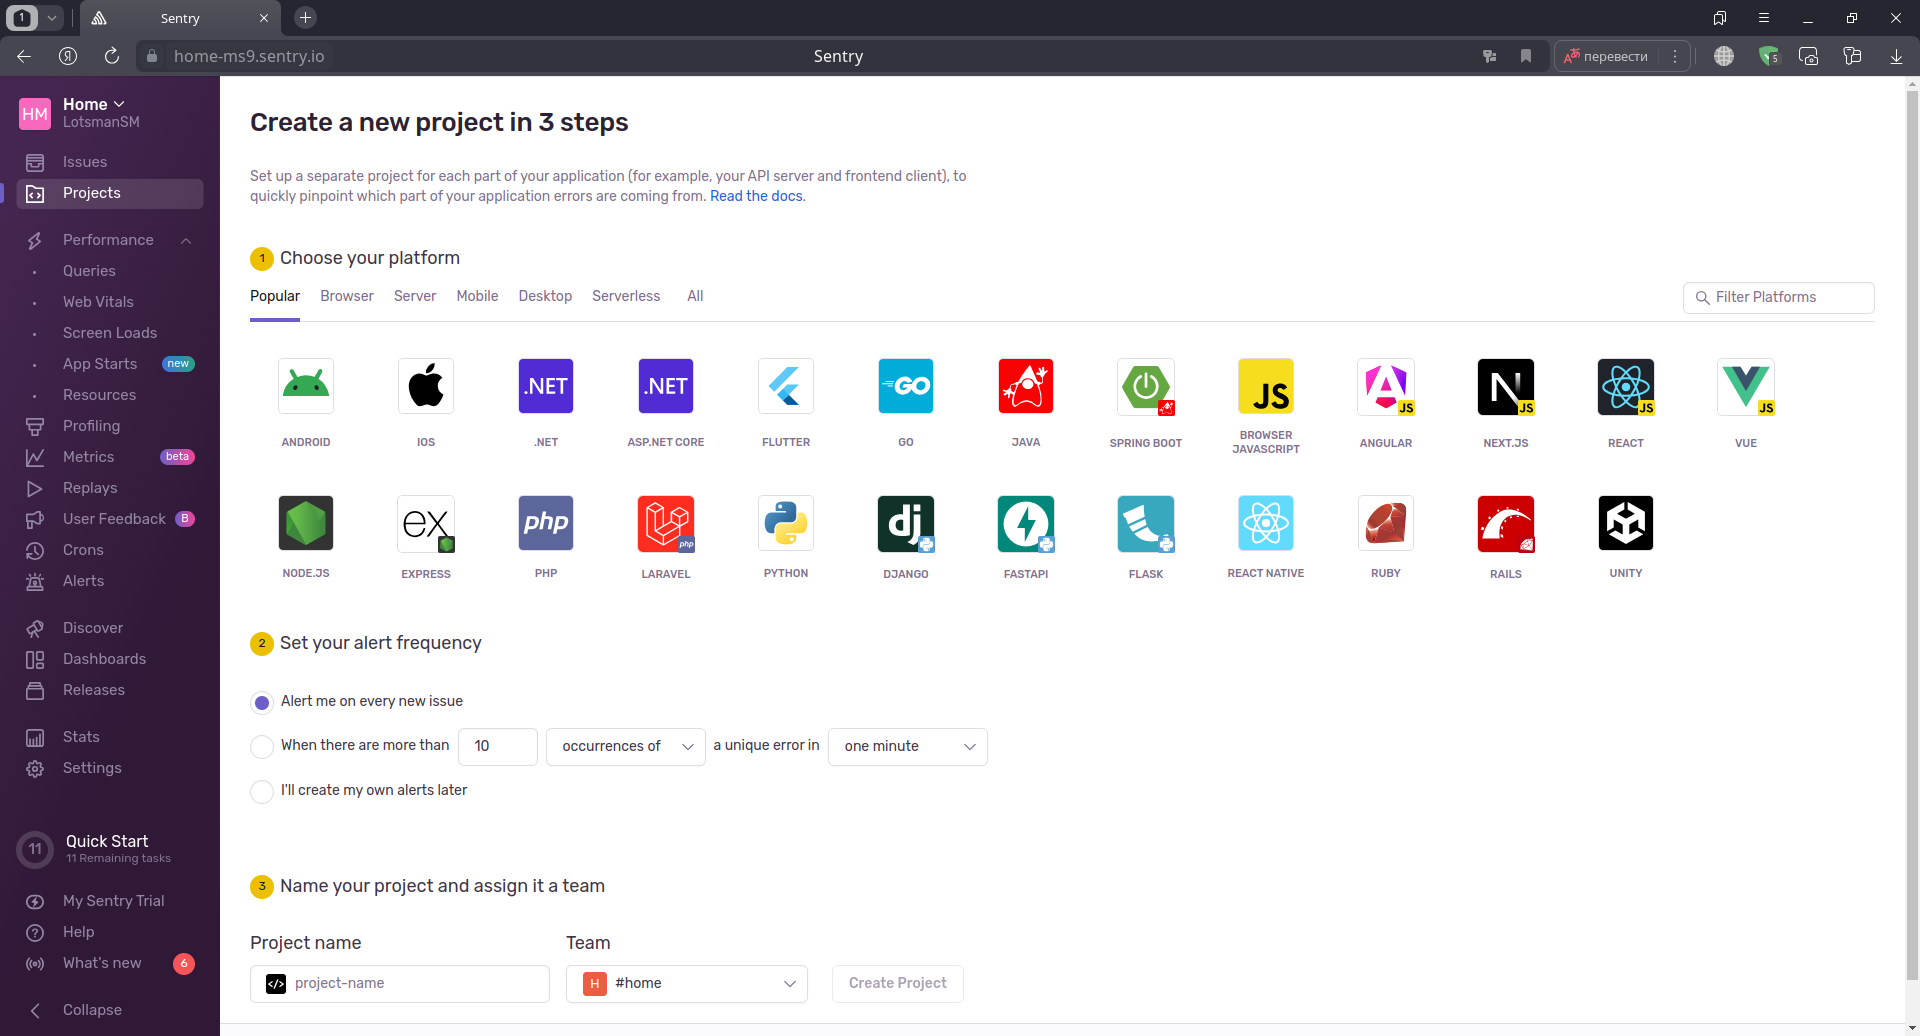 1
Sentry
home-ms9.sentry.io
Sentry
перевести
5
HM
Home
LotsmanSM
Issues
Projects
Performance
Queries
Web Vitals
Screen Loads
App Starts
new
Resources
Profiling
Metrics
beta
Replays
User Feedback
B
Crons
Alerts
Discover
Dashboards
Releases
Stats
Settings
11
Quick Start
11 Remaining tasks
My Sentry Trial
Help
What's new
6
Collapse
Create a new project in 3 steps
Set up a separate project for each part of your application (for example, your API server and frontend client), to
quickly pinpoint which part of your application errors are coming from. Read the docs.
1 Choose your platform
Popular Browser Server Mobile Desktop Serverless All
Filter Platforms
.NET .NET GO JS JS N JS JS JS
ANDROID IOS .NET ASP.NET CORE FLUTTER GO JAVA SPRING BOOT BROWSER JAVASCRIPT ANGULAR NEXT.JS REACT VUE
ex php php dj
NODE.JS EXPRESS PHP LARAVEL PYTHON DJANGO FASTAPI FLASK REACT NATIVE RUBY RAILS UNITY
2 Set your alert frequency
Alert me on every new issue
When there are more than 10 occurrences of a unique error in one minute
I'll create my own alerts later
3 Name your project and assign it a team
Project name Team
</> project-name H #home Create Project